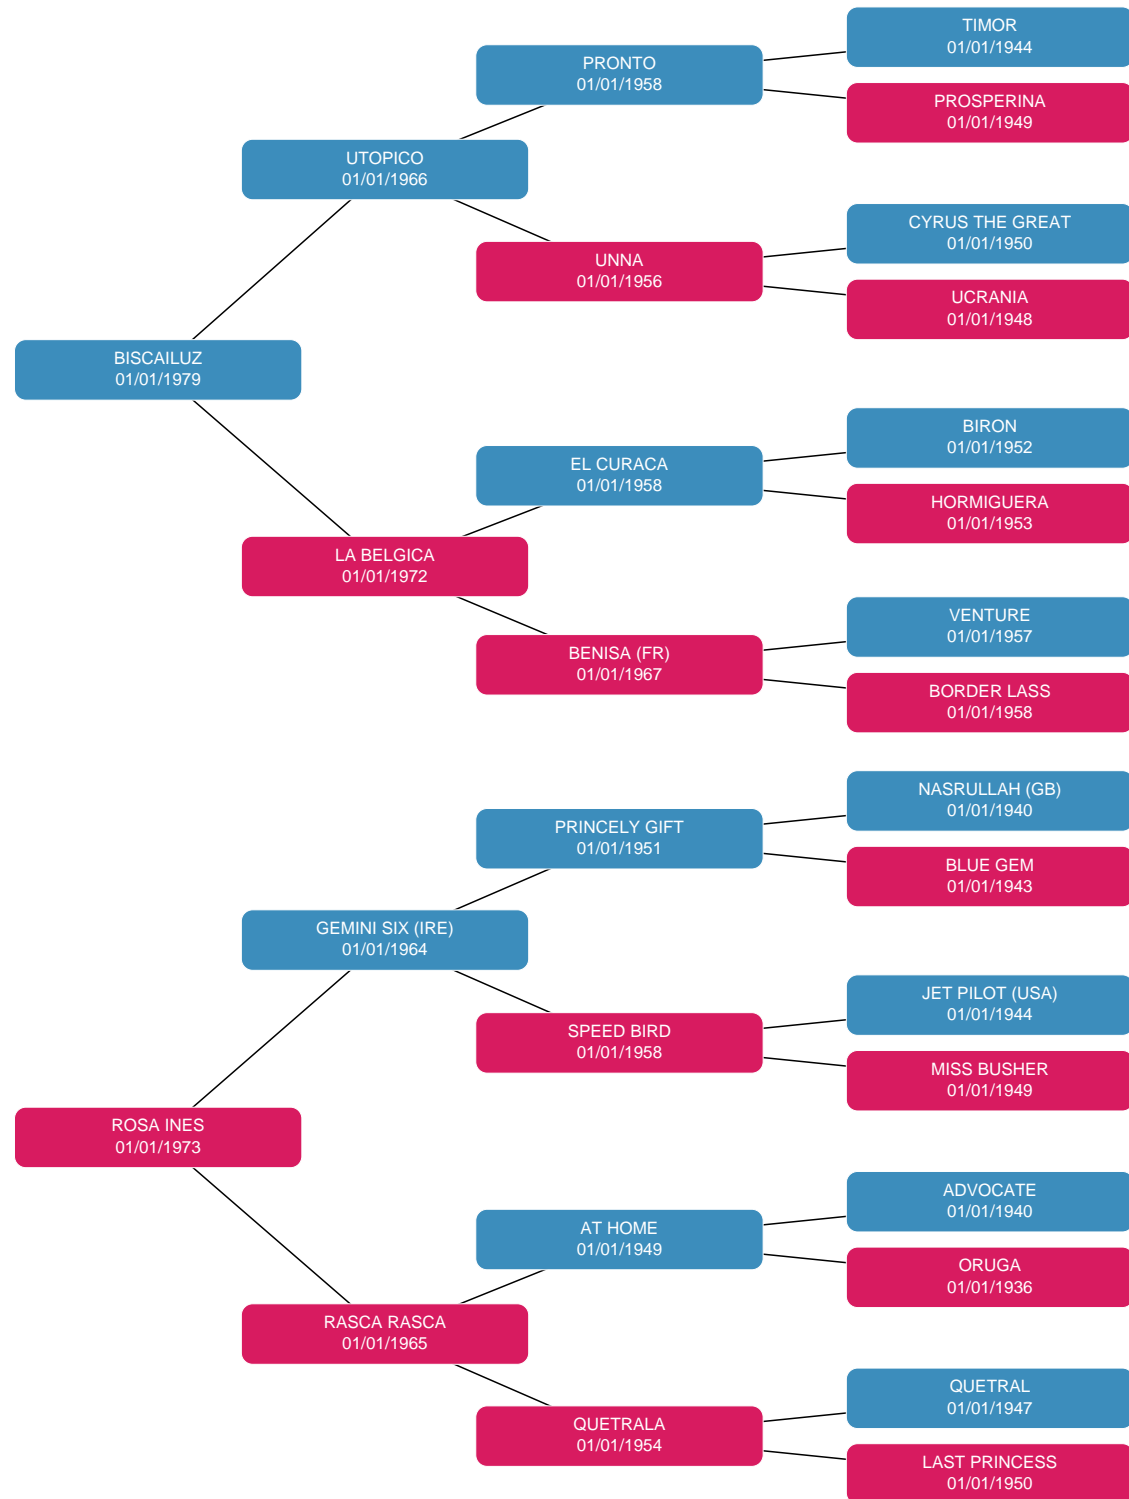 TIMOR
01/01/1944
PRONTO
01/01/1958
PROSPERINA
01/01/1949
UTOPICO
01/01/1966
CYRUS THE GREAT
01/01/1950
UNNA
01/01/1956
UCRANIA
01/01/1948
BISCAILUZ
01/01/1979
BIRON
01/01/1952
EL CURACA
01/01/1958
HORMIGUERA
01/01/1953
LA BELGICA
01/01/1972
VENTURE
01/01/1957
BENISA (FR)
01/01/1967
BORDER LASS
01/01/1958
NASRULLAH (GB)
01/01/1940
PRINCELY GIFT
01/01/1951
BLUE GEM
01/01/1943
GEMINI SIX (IRE)
01/01/1964
JET PILOT (USA)
01/01/1944
SPEED BIRD
01/01/1958
MISS BUSHER
01/01/1949
ROSA INES
01/01/1973
ADVOCATE
01/01/1940
AT HOME
01/01/1949
ORUGA
01/01/1936
RASCA RASCA
01/01/1965
QUETRAL
01/01/1947
QUETRALA
01/01/1954
LAST PRINCESS
01/01/1950